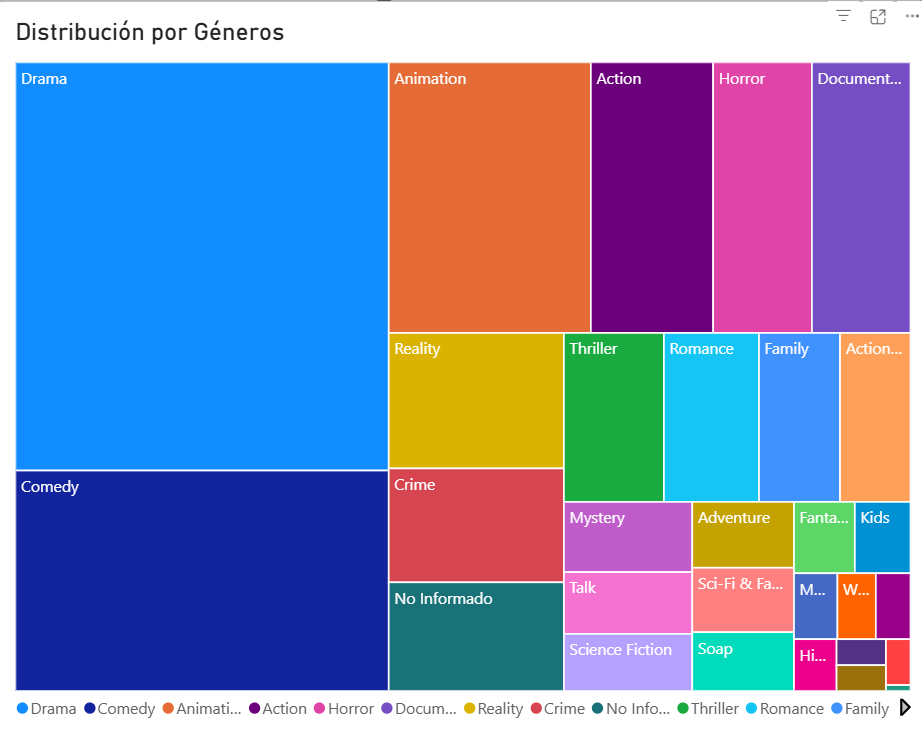 Distribución por Géneros
Drama
Animation
Action
Horror
Document...
Reality
Thriller
Romance
Family
Action...
Comedy
Crime
Mystery
Adventure
Fanta...
Kids
Talk
Sci-Fi & Fa...
M...
W...
No Informado
Science Fiction
Soap
Hi...
Drama Comedy Animati... Action Horror Docum... Reality Crime No Info... Thriller Romance Family